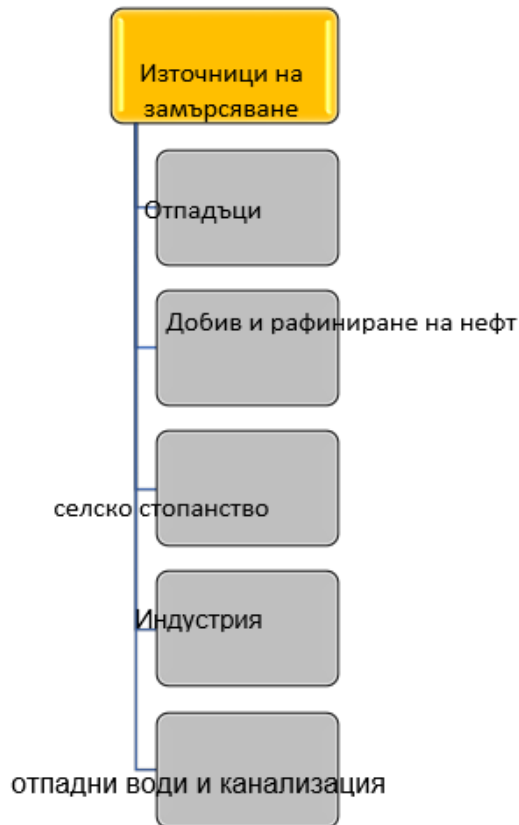 Източници на
замърсяване
Отпадъци
Добив и рафиниране на нефт
селско стопанство
Индустрия
отпадни води и канализация